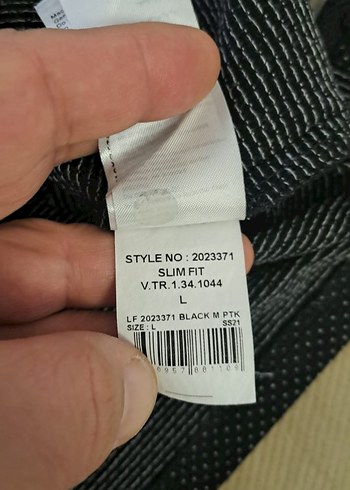 STYLE NO : 2023371
SLIM FIT
V.TR.1.34.1044
L
LF 2023371 BLACK M PTK
SIZE : L SS21